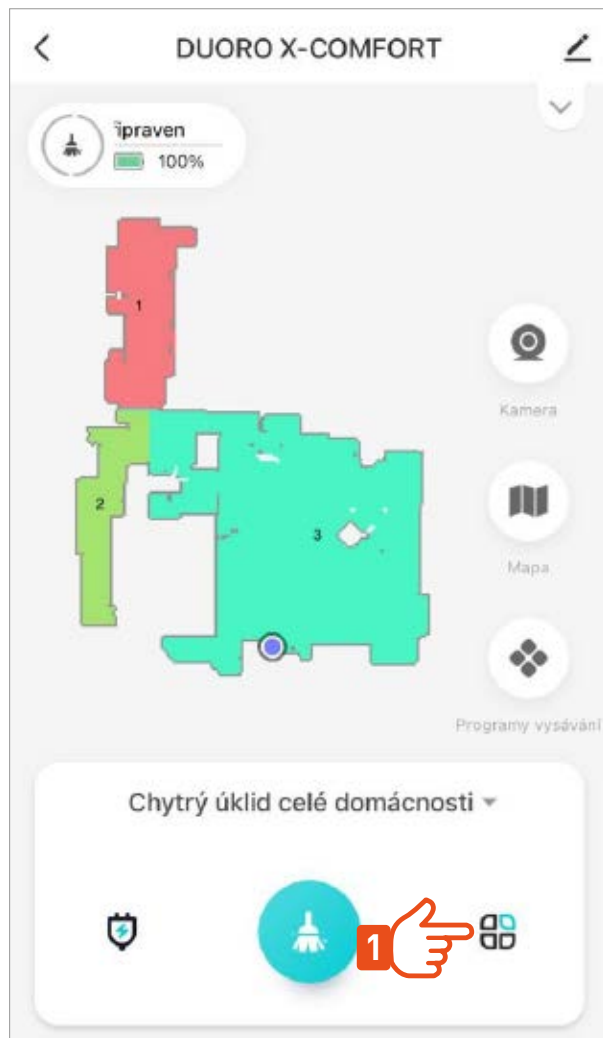 DUORO X-COMFORT
ipraven
100%
1
Kamera
2
3
Mapa
Programy vysávání
Chytrý úklid celé domácnosti
1